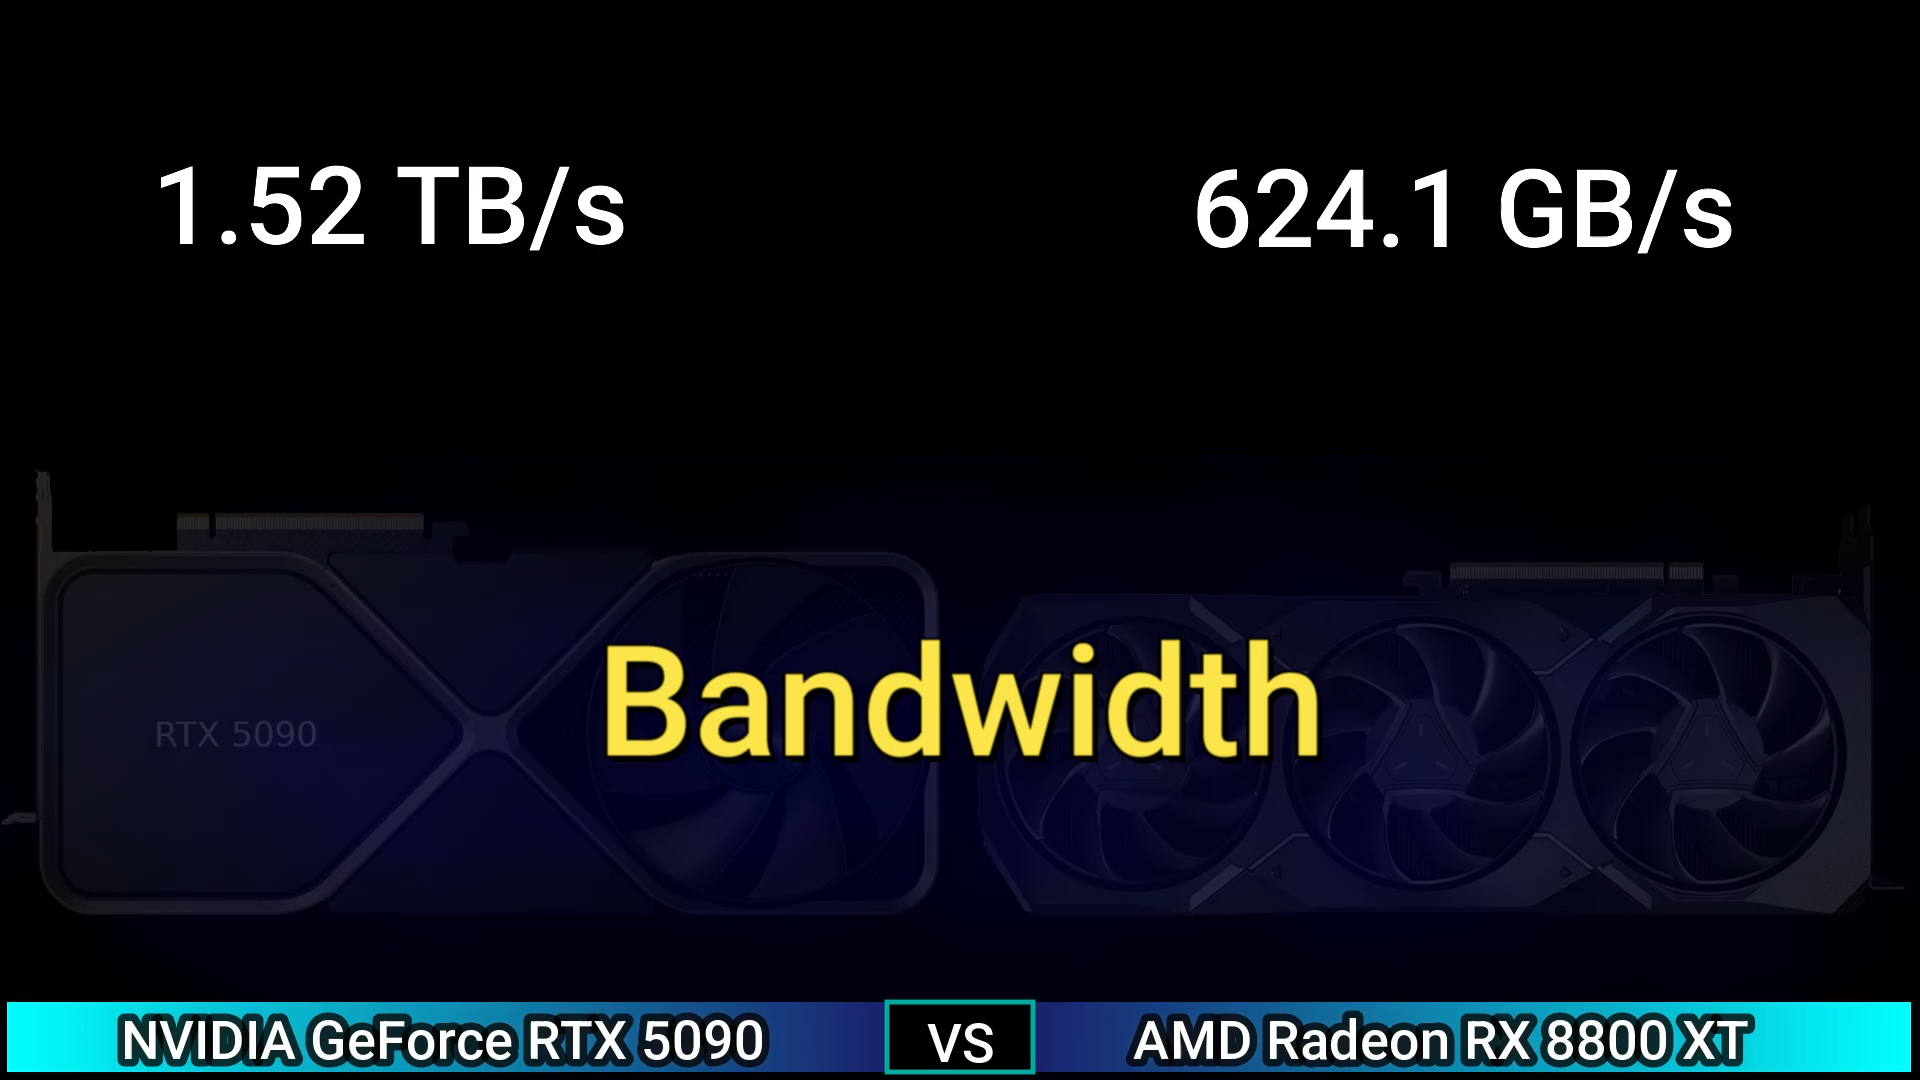 1.52 TB/s
624.1 GB/s
RTX 5090
Bandwidth
NVIDIA GeForce RTX 5090
VS
AMD Radeon RX 8800 XT